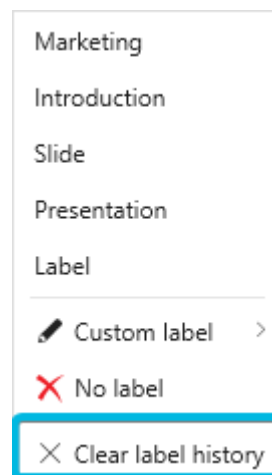 Marketing
Introduction
Slide
Presentation
Label
Custom label
No label
Clear label history